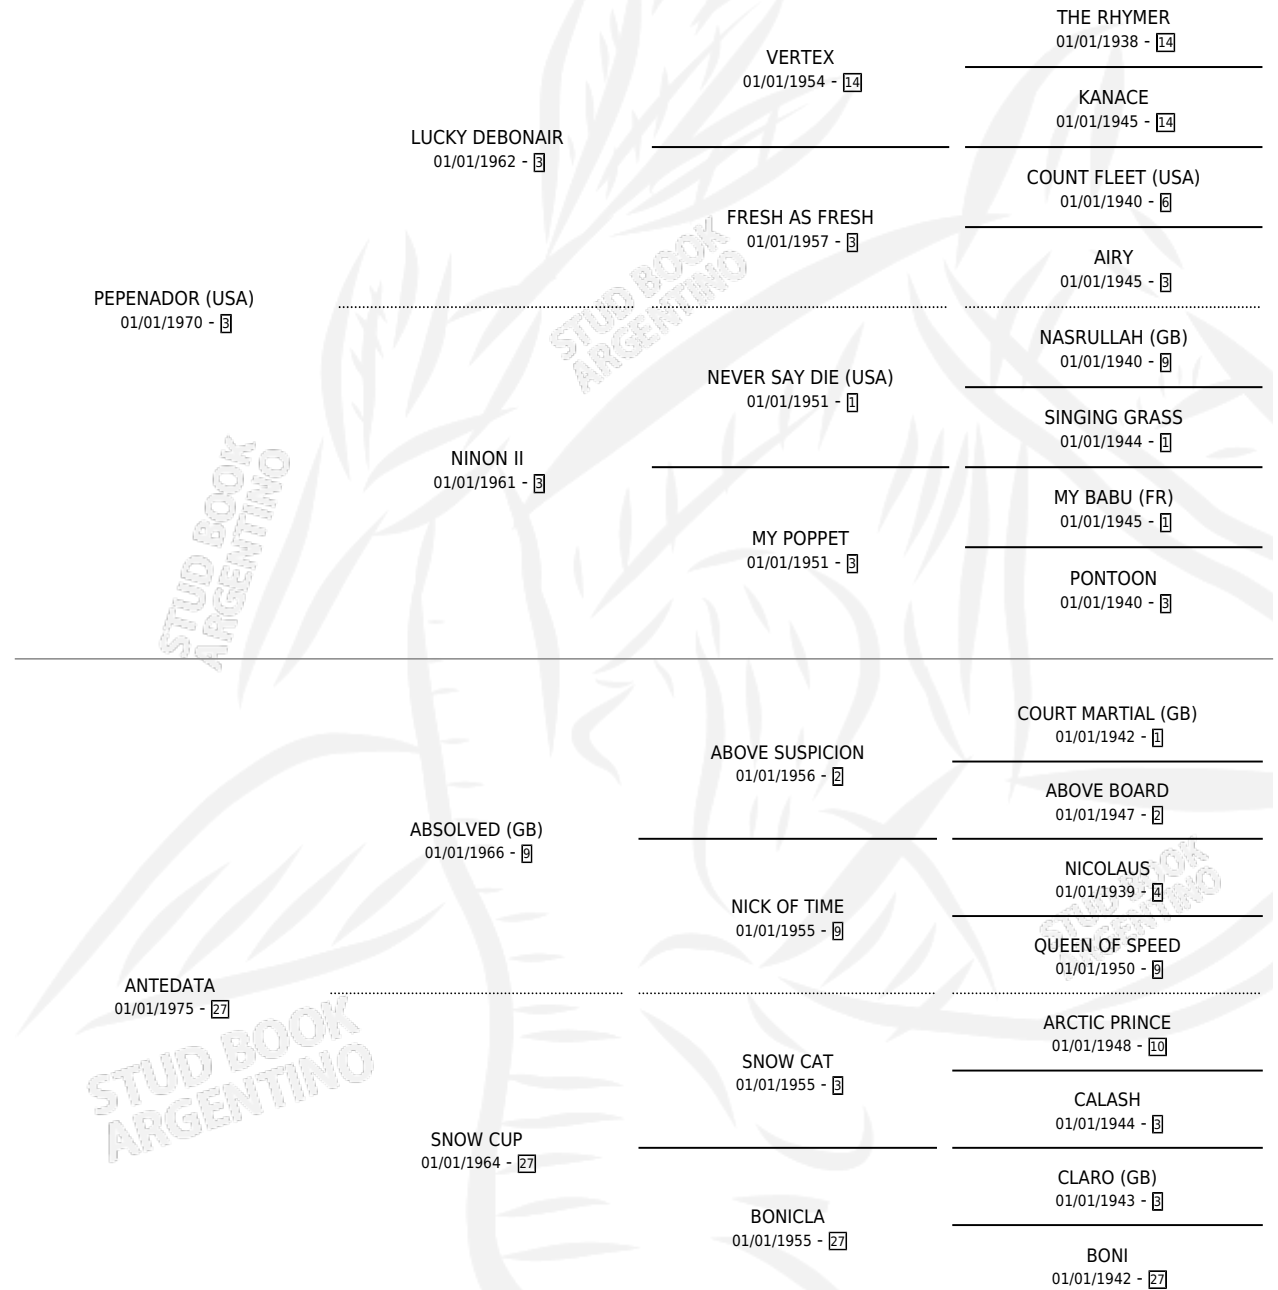 THE RHYMER
01/01/1938 - 14
VERTEX
01/01/1954 - 14
KANACE
01/01/1945 - 14
LUCKY DEBONAIR
01/01/1962 - 3
COUNT FLEET (USA)
01/01/1940 - 6
FRESH AS FRESH
01/01/1957 - 3
AIRY
01/01/1945 - 3
PEPENADOR (USA)
01/01/1970 - 3
STUD BOOK
ARGENTINO
NASRULLAH (GB)
01/01/1940 - 9
NEVER SAY DIE (USA)
01/01/1951 - 1
SINGING GRASS
01/01/1944 - 1
NINON II
01/01/1961 - 3
MY BABU (FR)
01/01/1945 - 1
MY POPPET
01/01/1951 - 3
PONTOON
01/01/1940 - 3
STUD BOOK
ARGENTINO
COURT MARTIAL (GB)
01/01/1942 - 1
ABOVE SUSPICION
01/01/1956 - 2
ABOVE BOARD
01/01/1947 - 2
ABSOLVED (GB)
01/01/1966 - 9
NICOLAUS
01/01/1939 - 4
NICK OF TIME
01/01/1955 - 9
STUD BOOK
ARGENTINO
QUEEN OF SPEED
01/01/1950 - 9
ANTEDATA
01/01/1975 - 27
ARCTIC PRINCE
01/01/1948 - 10
SNOW CAT
01/01/1955 - 3
STUD BOOK
ARGENTINO
CALASH
01/01/1944 - 3
SNOW CUP
01/01/1964 - 27
CLARO (GB)
01/01/1943 - 3
BONICLA
01/01/1955 - 27
BONI
01/01/1942 - 27